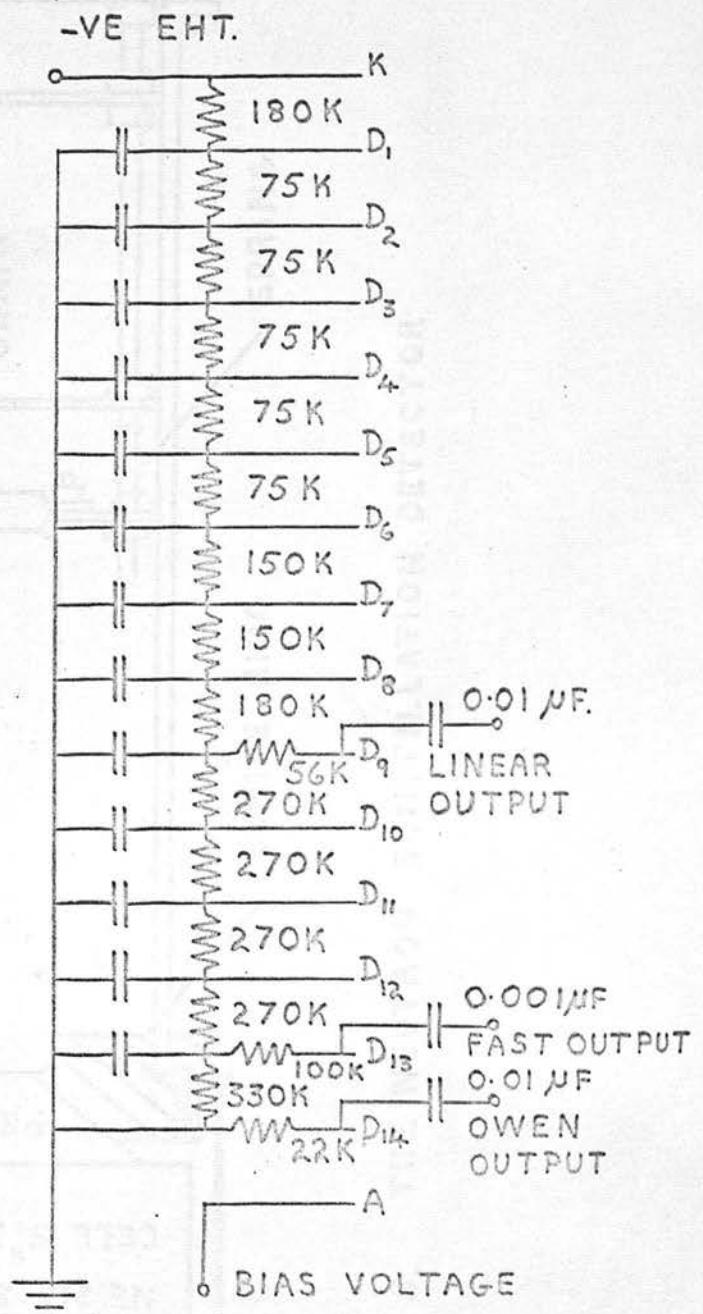 -VE EHT.
K
180K
D1
75K
D2
75K
D3
75K
D4
75K
D5
75K
D6
150K
D7
150K
D8
180K
0.01 µF.
56K
D9
LINEAR
OUTPUT
270K
D10
270K
D11
270K
D12
270K
0.001µF
100K
D13
FAST OUTPUT
330K
0.01 µF
22K
D14
OWEN
OUTPUT
A
BIAS VOLTAGE